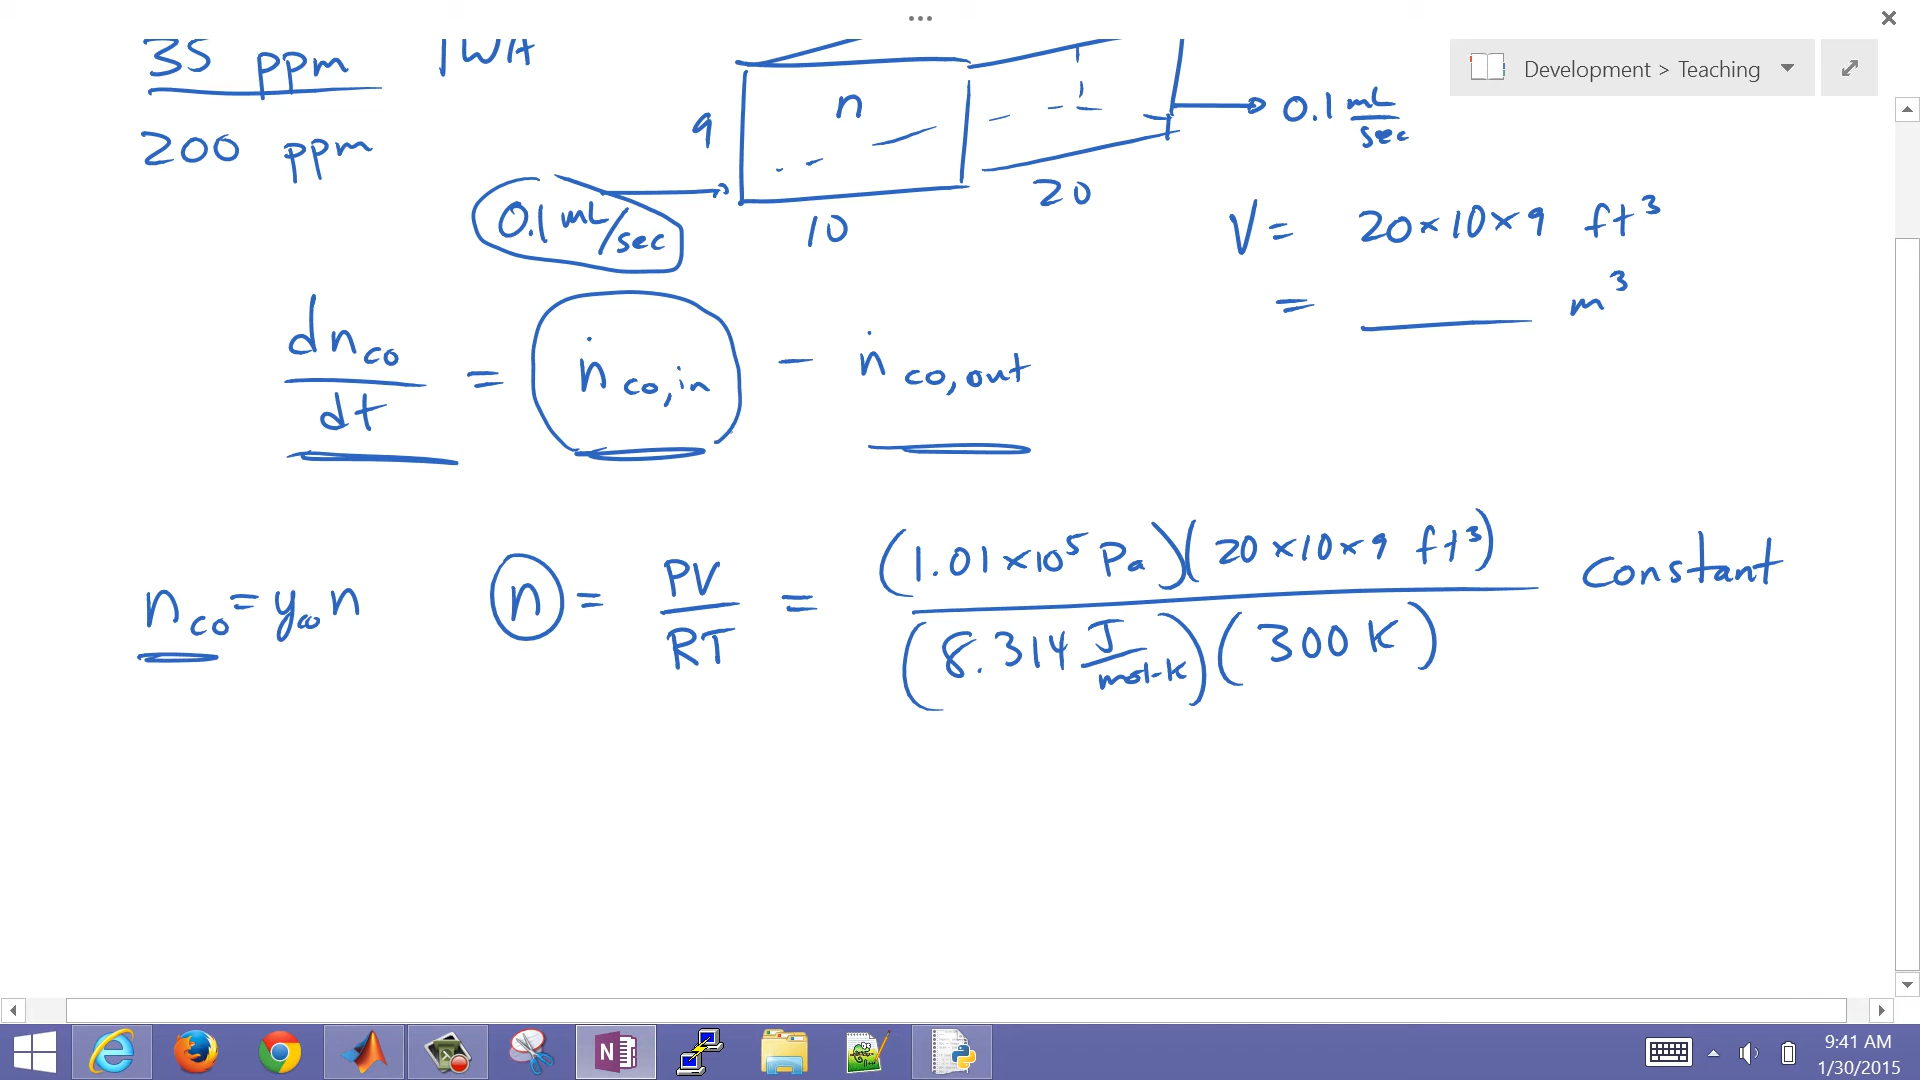 35 ppm
200 ppm
9
n
10
20
0.1 mL/sec
0.1 mL/sec
V = 20×10×9 ft³
= ______ m³
dn_CO/dt = ṅ_CO,in − ṅ_CO,out
n_CO = y_CO n
n = PV/RT = (1.01×10⁵ Pa)(20×10×9 ft³)/(8.314 J/mol-K)(300 K)
constant
Development > Teaching
N
9:41 AM
1/30/2015